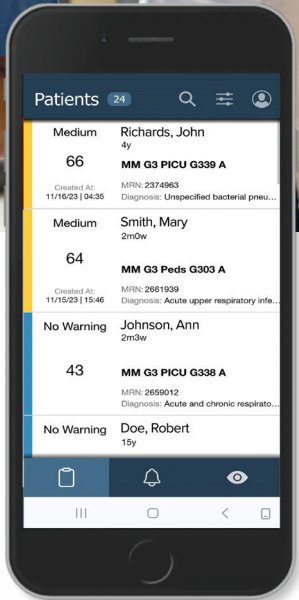 Patients 24
Medium
Richards, John
4y
66
MM G3 PICU G339 A
Created At:
MRN: 2374963
11/16/23 | 04:35
Diagnosis: Unspecified bacterial pneu...
Medium
Smith, Mary
2m0w
64
MM G3 Peds G303 A
Created At:
MRN: 2661939
11/15/23 | 15:46
Diagnosis: Acute upper respiratory infe...
No Warning
Johnson, Ann
2m3w
43
MM G3 PICU G338 A
MRN: 2659012
Diagnosis: Acute and chronic respirato...
No Warning
Doe, Robert
15y